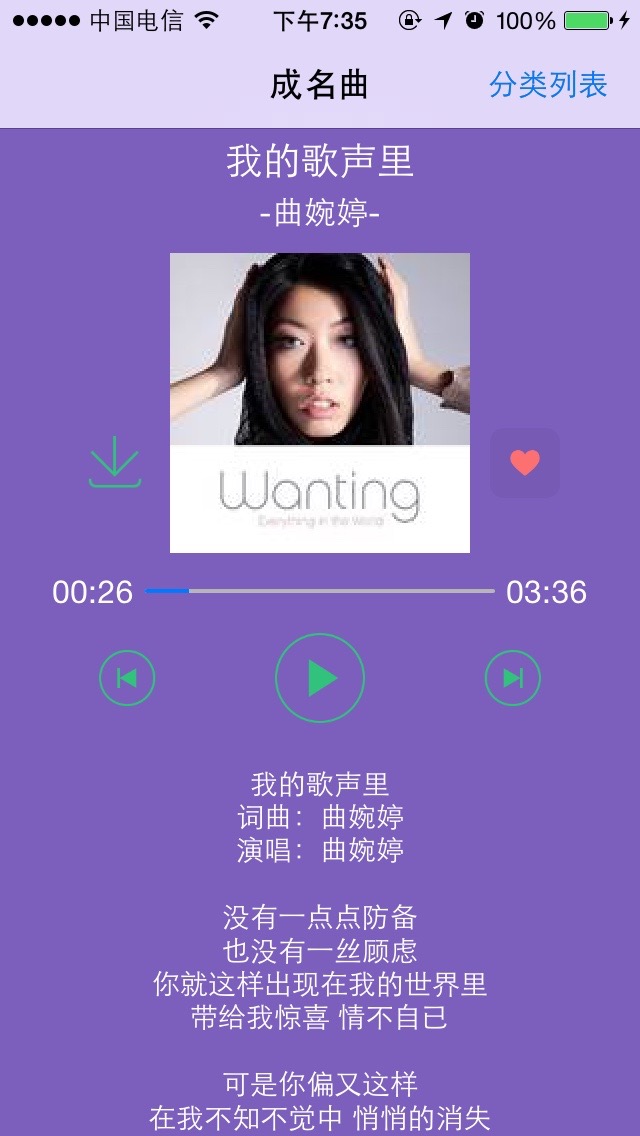 中国电信 下午7:35 100%
成名曲 分类列表
我的歌声里
-曲婉婷-
Wanting
Everything in the World
00:26 03:36
我的歌声里
词曲：曲婉婷
演唱：曲婉婷
没有一点点防备
也没有一丝顾虑
你就这样出现在我的世界里
带给我惊喜 情不自已
可是你偏又这样
在我不知不觉中 悄悄的消失